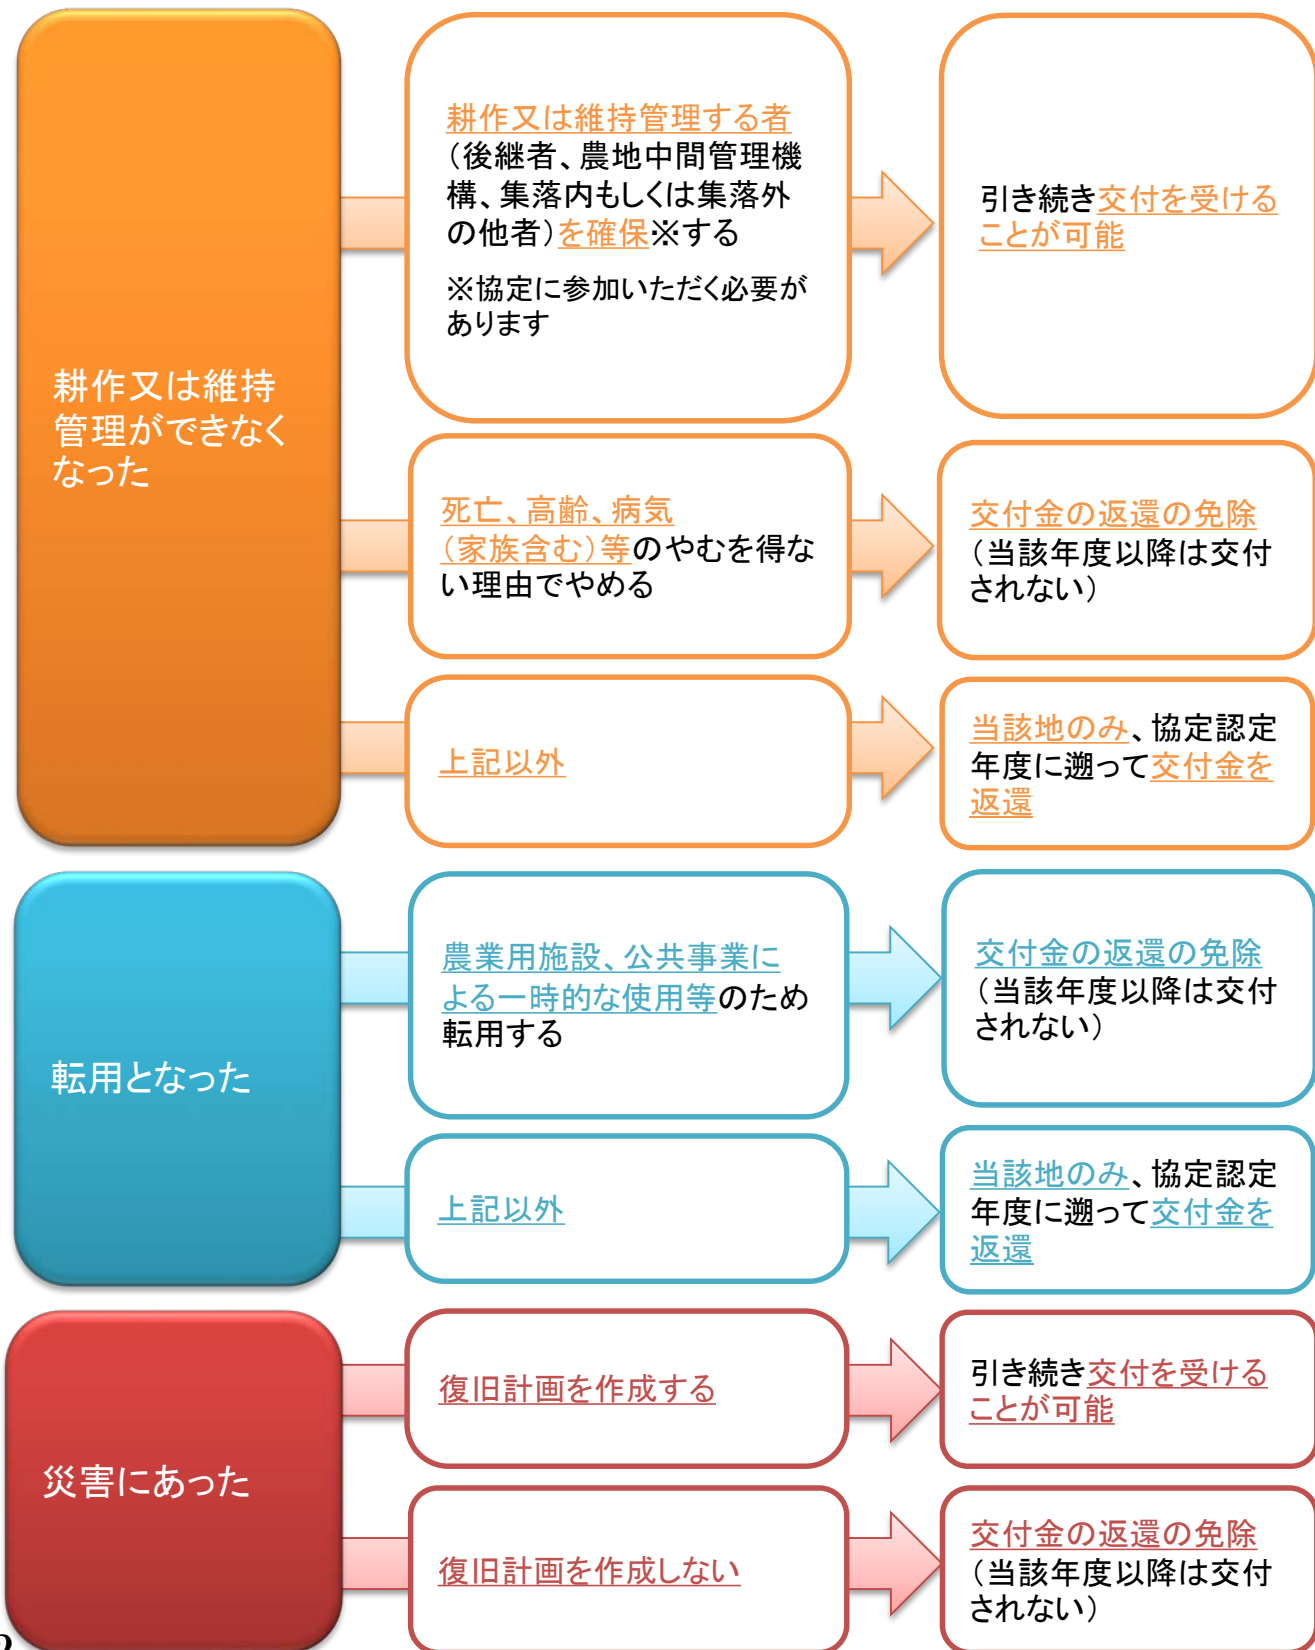 耕作又は維持
管理ができなく
なった
耕作又は維持管理する者
（後継者、農地中間管理機
構、集落内もしくは集落外
の他者）を確保※する
※協定に参加いただく必要が
あります
引き続き交付を受ける
ことが可能
死亡、高齢、病気
（家族含む）等のやむを得な
い理由でやめる
交付金の返還の免除
（当該年度以降は交付
されない）
上記以外
当該地のみ、協定認定
年度に遡って交付金を
返還
転用となった
農業用施設、公共事業に
よる一時的な使用等のため
転用する
交付金の返還の免除
（当該年度以降は交付
されない）
上記以外
当該地のみ、協定認定
年度に遡って交付金を
返還
災害にあった
復旧計画を作成する
引き続き交付を受ける
ことが可能
復旧計画を作成しない
交付金の返還の免除
（当該年度以降は交付
されない）